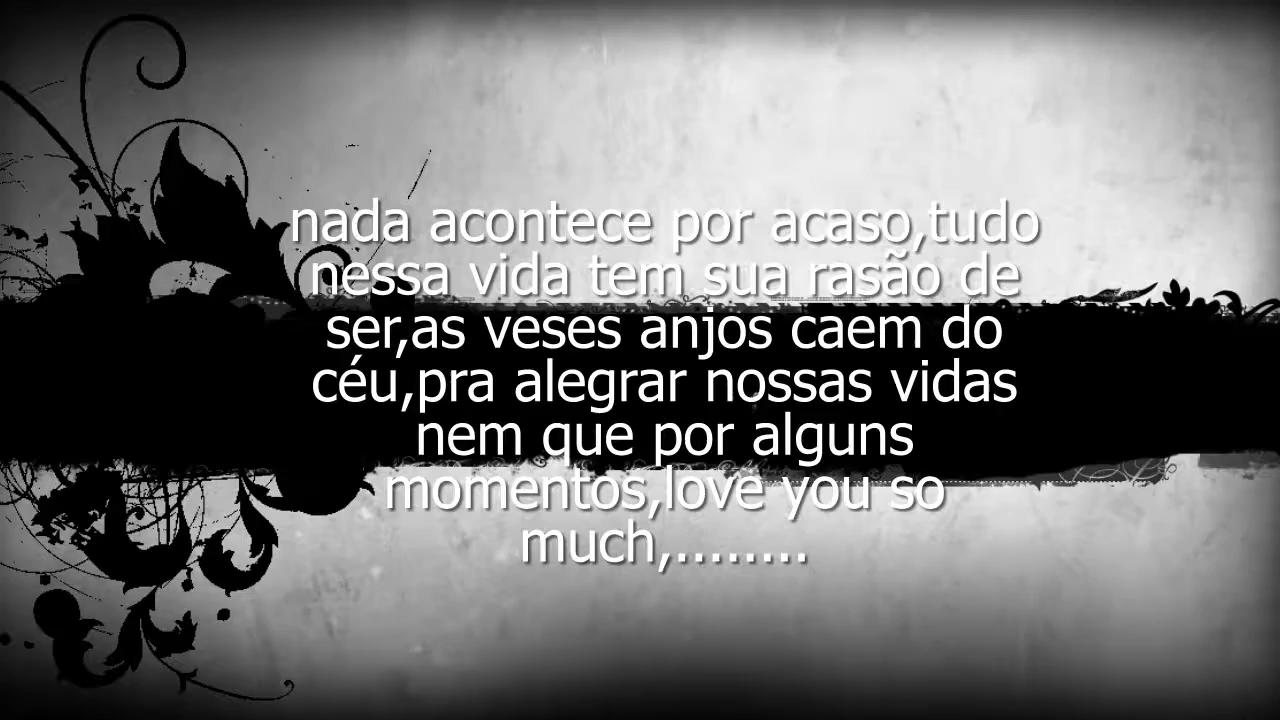 nada acontece por acaso,tudo
nessa vida tem sua rasão de
ser,as veses anjos caem do
céu,pra alegrar nossas vidas
nem que por alguns
momentos,love you so
much,........